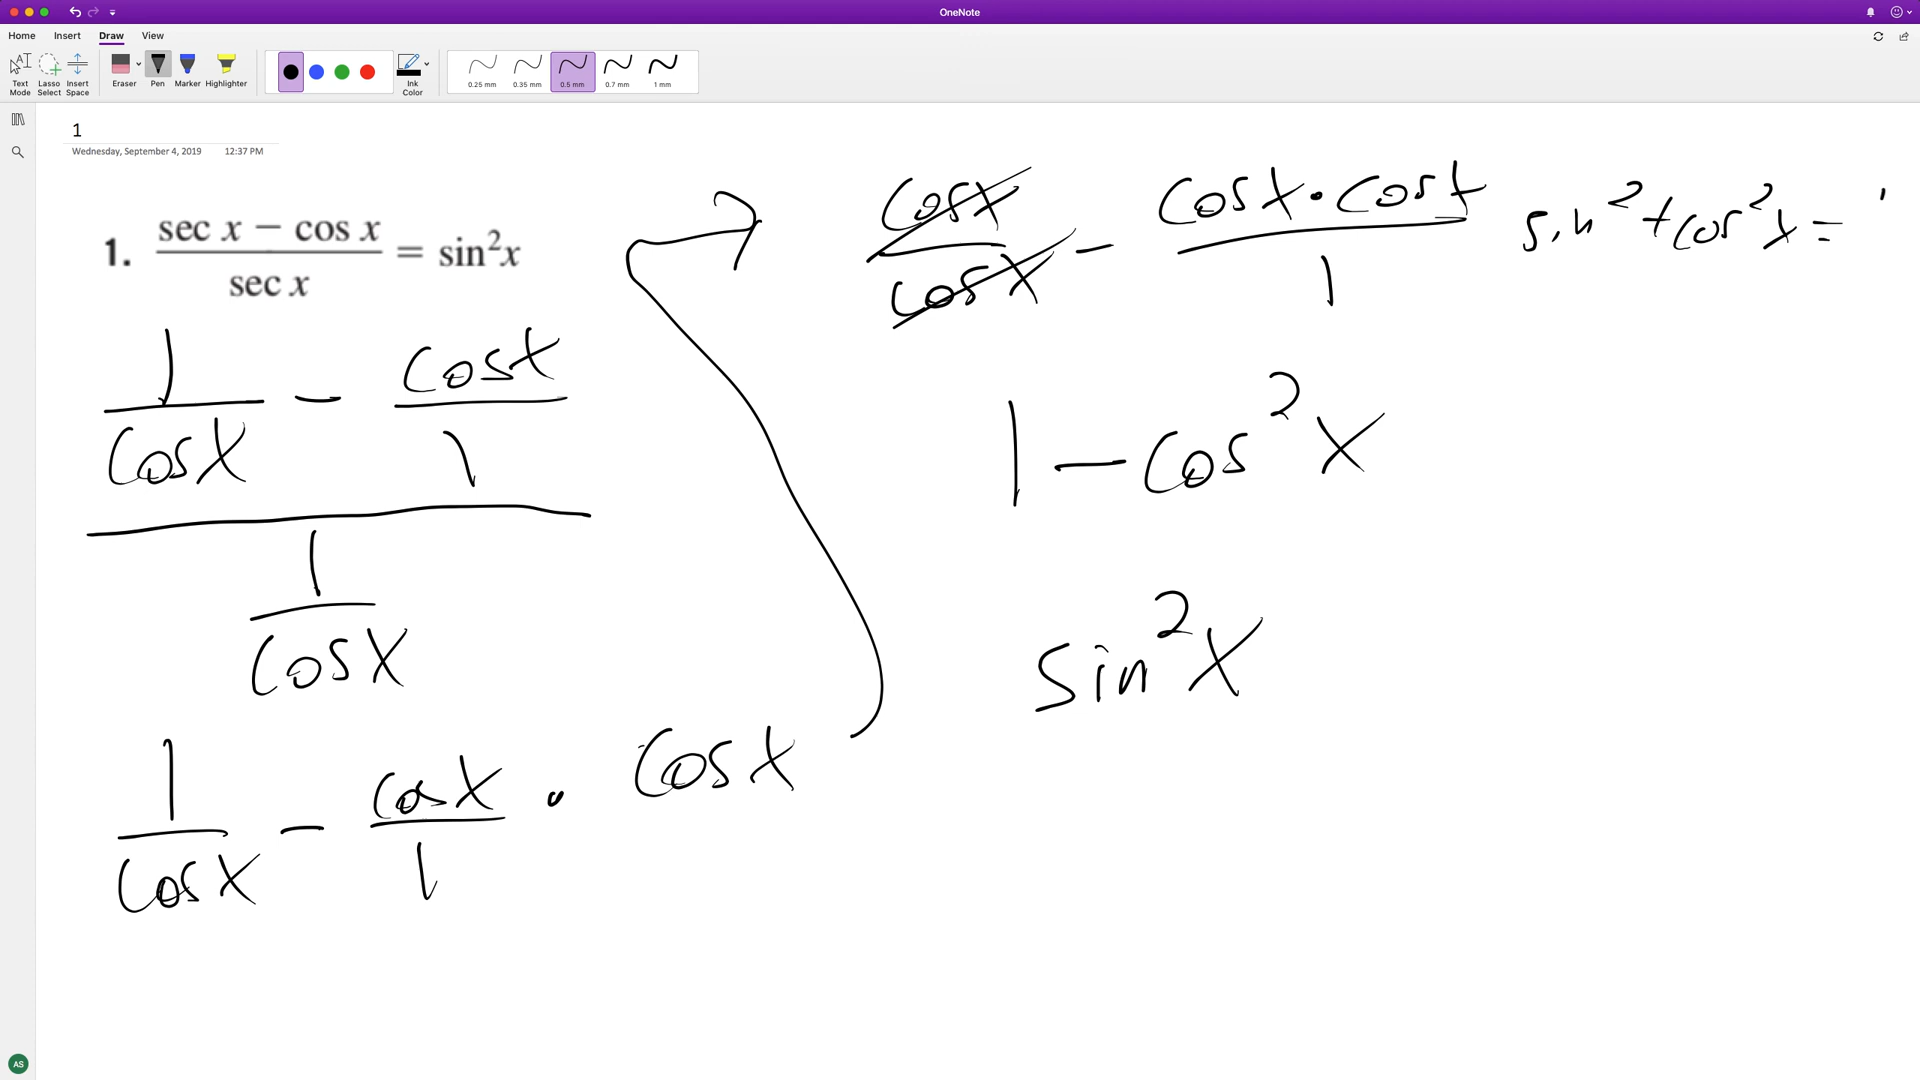 OneNote
Home Insert Draw View
Text Mode Lasso Select Insert Space Eraser Pen Marker Highlighter Ink Color 0.25 mm 0.35 mm 0.5 mm 0.7 mm 1 mm
1
Wednesday, September 4, 2019 12:37 PM
1. (sec x − cos x)/(sec x) = sin²x
1/cosx − cosx/1
1/cosx
1/cosx − cosx/1 · cosx
cosx/cosx − cosx·cosx/1
sin²+cos²x = 1
1 − cos²x
sin²x
AS